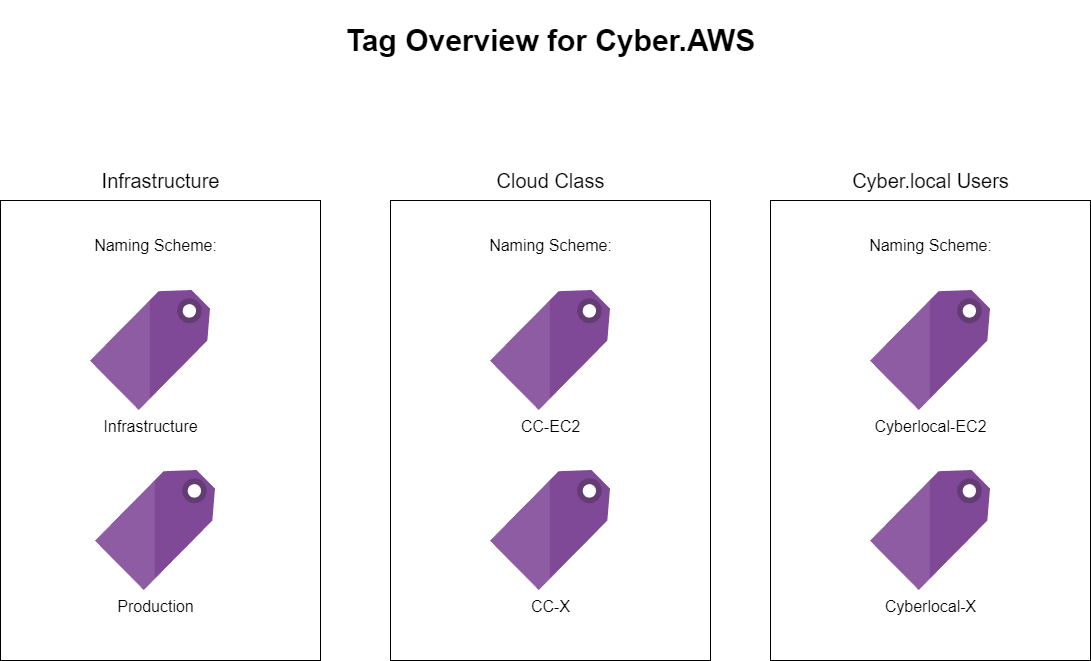 Tag Overview for Cyber.AWS
Infrastructure
Naming Scheme:
Infrastructure
Production
Cloud Class
Naming Scheme:
CC-EC2
CC-X
Cyber.local Users
Naming Scheme:
Cyberlocal-EC2
Cyberlocal-X